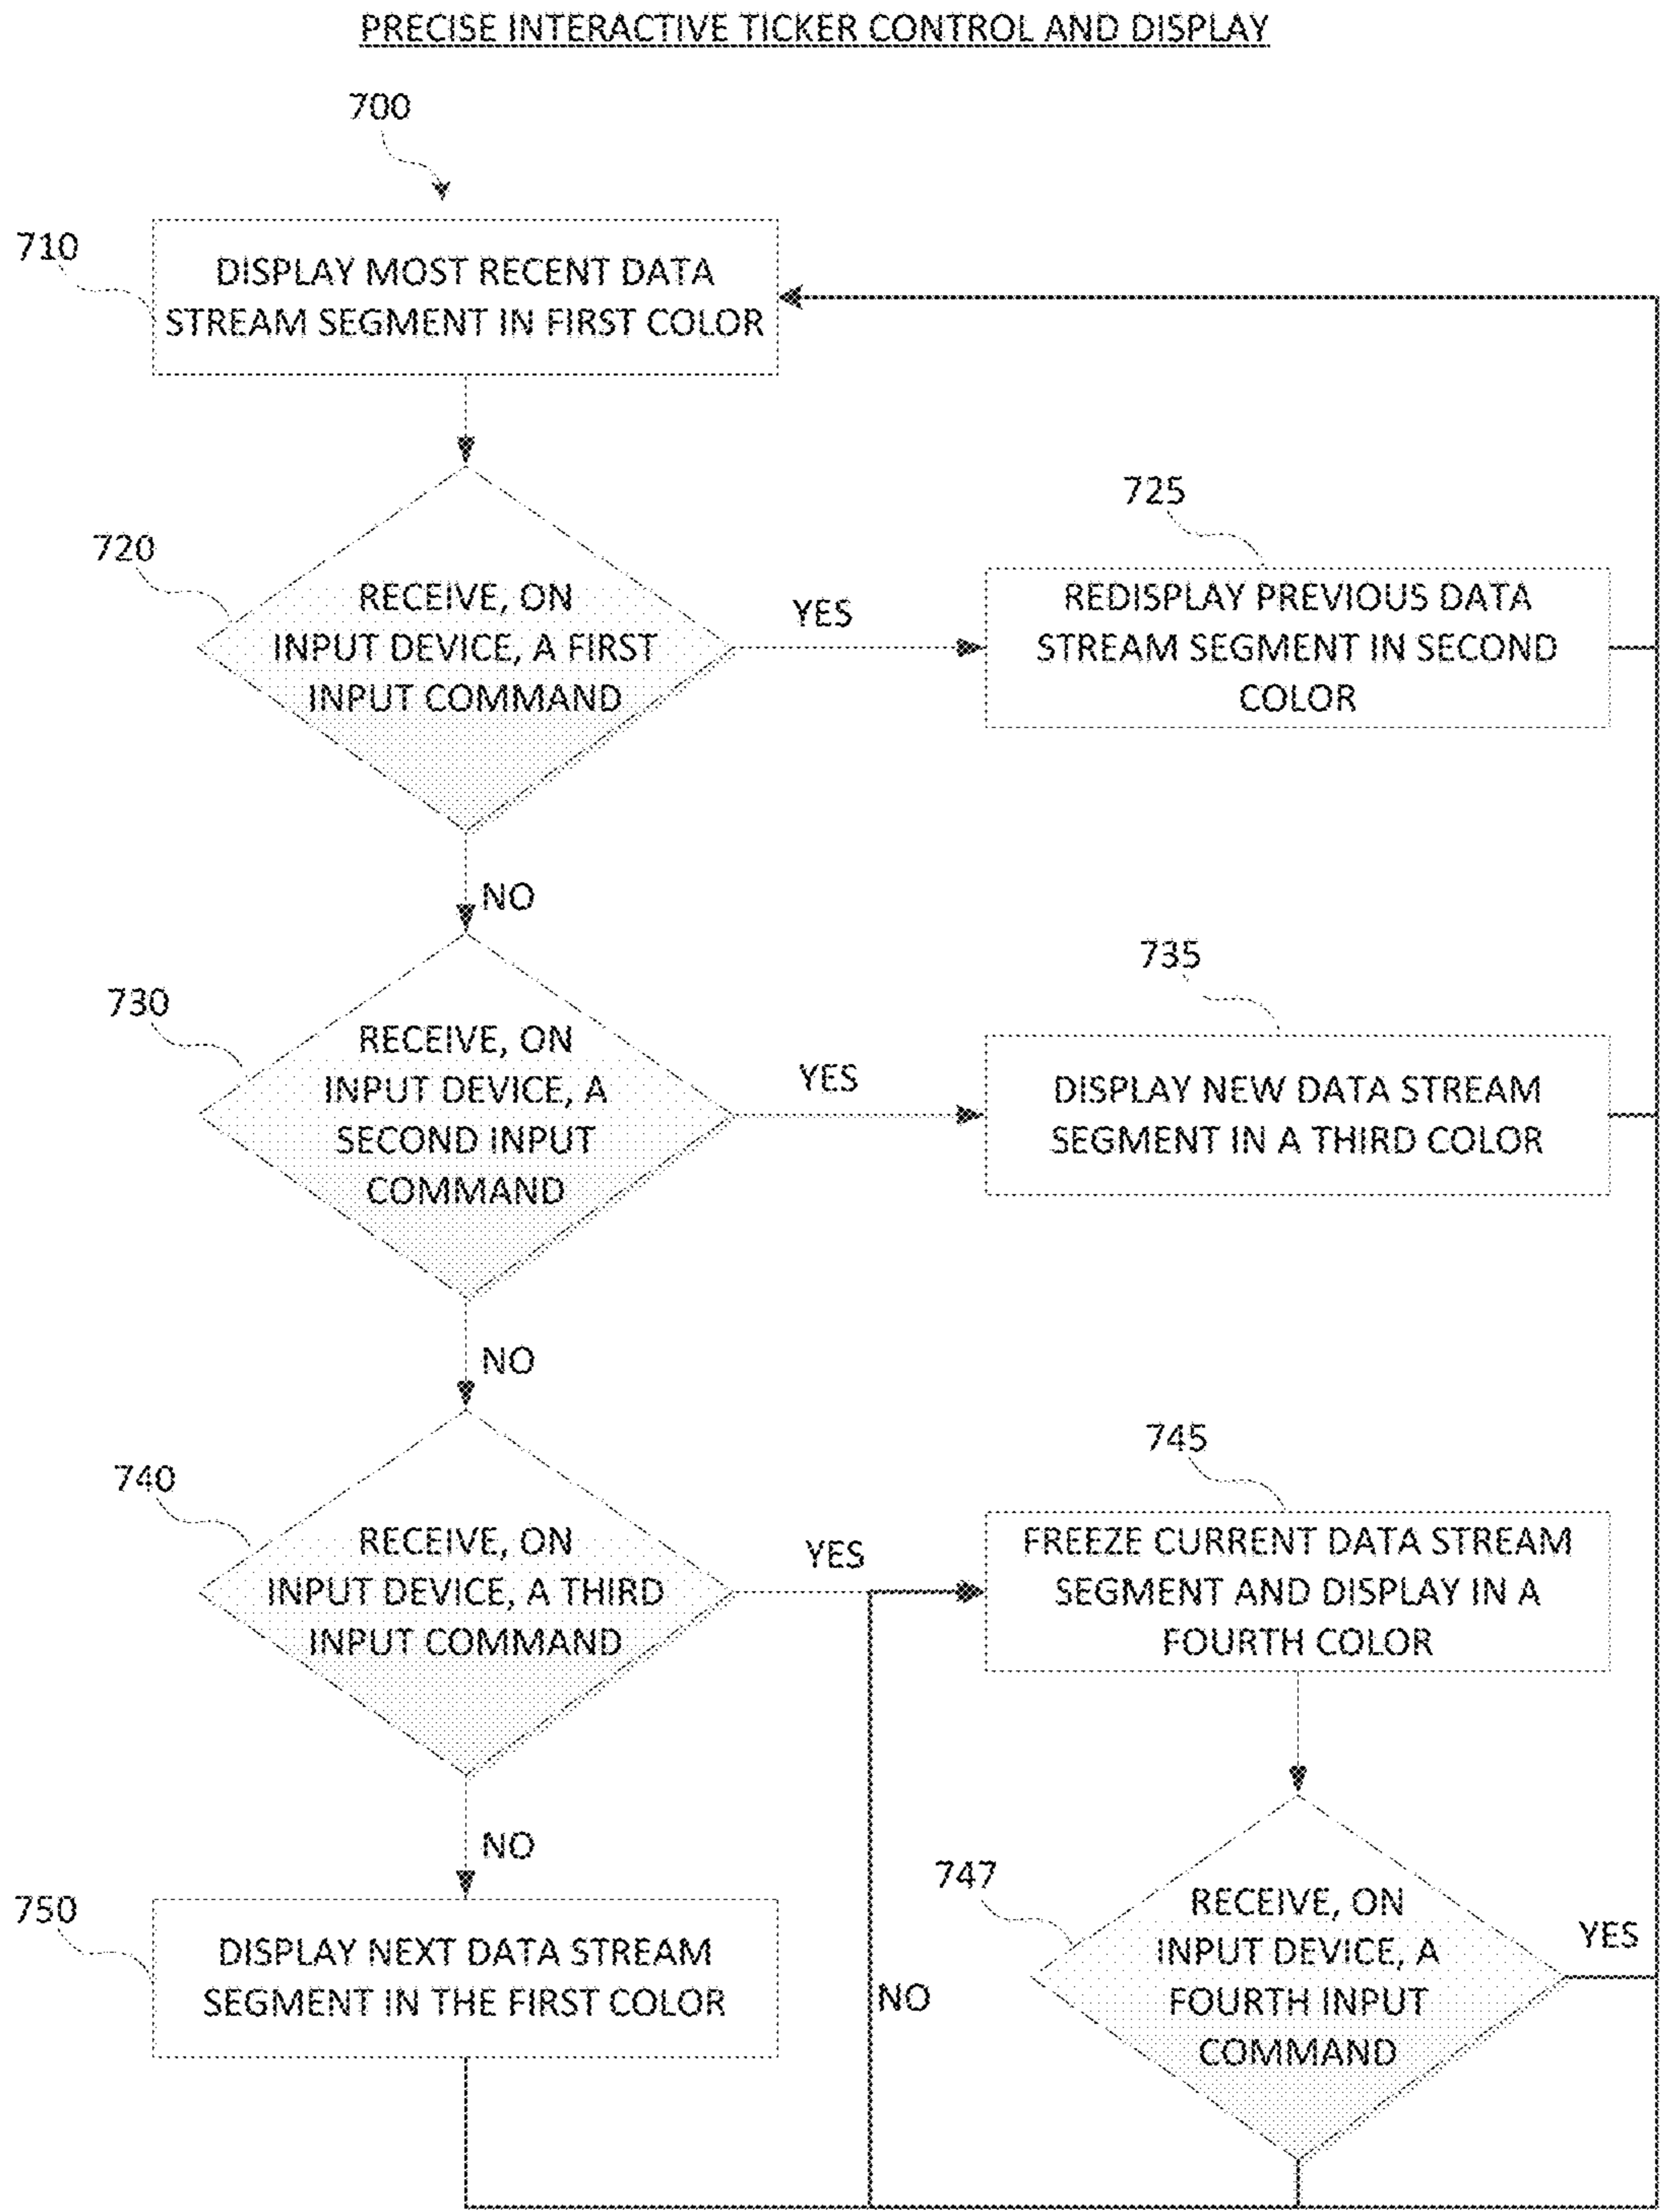 PRECISE INTERACTIVE TICKER CONTROL AND DISPLAY
700
710
DISPLAY MOST RECENT DATA
STREAM SEGMENT IN FIRST COLOR
720
RECEIVE, ON
INPUT DEVICE, A FIRST
INPUT COMMAND
YES
725
REDISPLAY PREVIOUS DATA
STREAM SEGMENT IN SECOND
COLOR
NO
730
RECEIVE, ON
INPUT DEVICE, A
SECOND INPUT
COMMAND
YES
735
DISPLAY NEW DATA STREAM
SEGMENT IN A THIRD COLOR
NO
740
RECEIVE, ON
INPUT DEVICE, A THIRD
INPUT COMMAND
YES
745
FREEZE CURRENT DATA STREAM
SEGMENT AND DISPLAY IN A
FOURTH COLOR
NO
750
DISPLAY NEXT DATA STREAM
SEGMENT IN THE FIRST COLOR
NO
747
RECEIVE, ON
INPUT DEVICE, A
FOURTH INPUT
COMMAND
YES